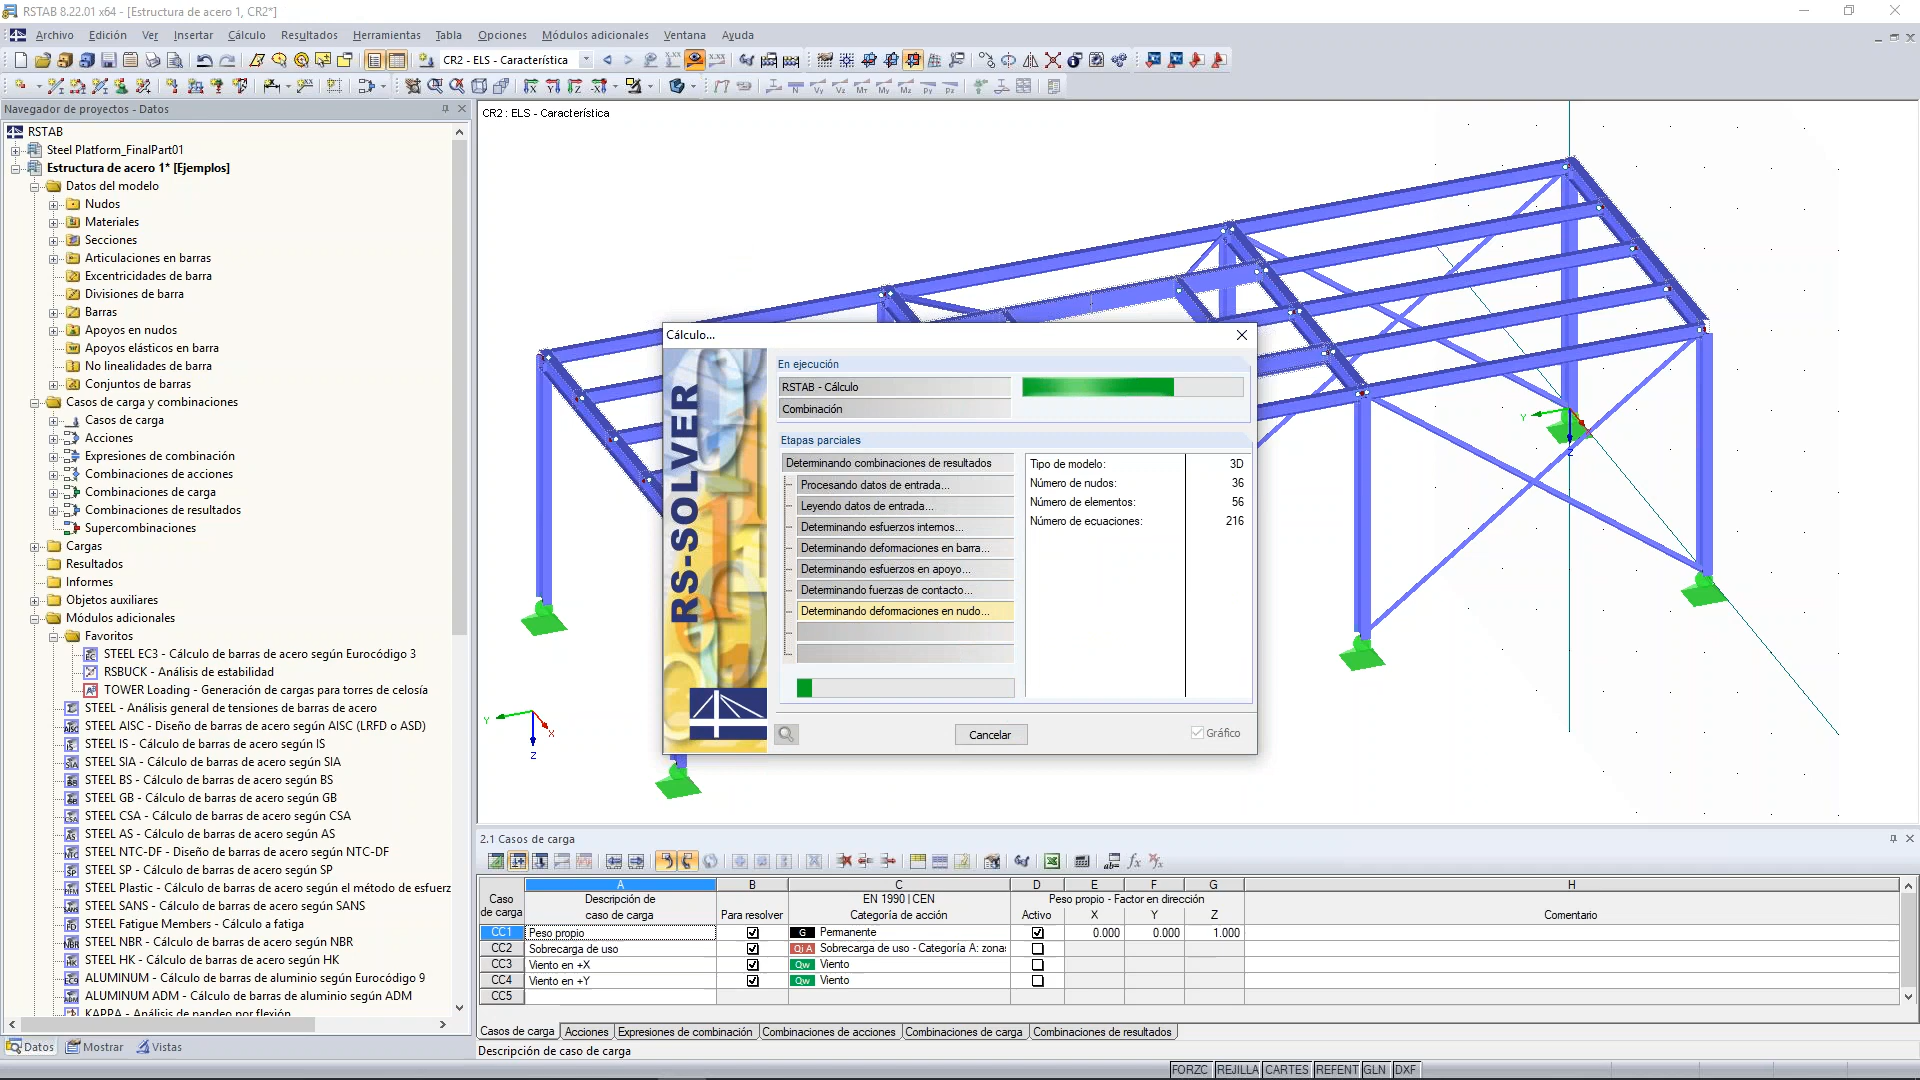 RSTAB 8.22.01 x64 - [Estructura de acero 1, CR2*]
Archivo Edición Ver Insertar Cálculo Resultados Herramientas Tabla Opciones Módulos adicionales Ventana Ayuda
CR2 - ELS - Característica
Navegador de proyectos - Datos
RSTAB
Steel Platform_FinalPart01
Estructura de acero 1* [Ejemplos]
Datos del modelo
Nudos
Materiales
Secciones
Articulaciones en barras
Excentricidades de barra
Divisiones de barra
Barras
Apoyos en nudos
Apoyos elásticos en barra
No linealidades de barra
Conjuntos de barras
Casos de carga y combinaciones
Casos de carga
Acciones
Expresiones de combinación
Combinaciones de acciones
Combinaciones de carga
Combinaciones de resultados
Supercombinaciones
Cargas
Resultados
Informes
Objetos auxiliares
Módulos adicionales
Favoritos
STEEL EC3 - Cálculo de barras de acero según Eurocódigo 3
RSBUCK - Análisis de estabilidad
TOWER Loading - Generación de cargas para torres de celosía
STEEL - Análisis general de tensiones de barras de acero
STEEL AISC - Diseño de barras de acero según AISC (LRFD o ASD)
STEEL IS - Cálculo de barras de acero según IS
STEEL SIA - Cálculo de barras de acero según SIA
STEEL BS - Cálculo de barras de acero según BS
STEEL GB - Cálculo de barras de acero según GB
STEEL CSA - Cálculo de barras de acero según CSA
STEEL AS - Cálculo de barras de acero según AS
STEEL NTC-DF - Diseño de barras de acero según NTC-DF
STEEL SP - Cálculo de barras de acero según SP
STEEL Plastic - Cálculo de barras de acero según el método de esfuerz
STEEL SANS - Cálculo de barras de acero según SANS
STEEL Fatigue Members - Cálculo a fatiga
STEEL NBR - Cálculo de barras de acero según NBR
STEEL HK - Cálculo de barras de acero según HK
ALUMINUM - Cálculo de barras de aluminio según Eurocódigo 9
ALUMINUM ADM - Cálculo de barras de aluminio según ADM
KAPPA - Análisis de pandeo por flexión
Datos Mostrar Vistas
CR2 : ELS - Característica
Y
Z
Y
X
Z
Cálculo...
RS-SOLVER
En ejecución
RSTAB - Cálculo
Combinación
Etapas parciales
Determinando combinaciones de resultados
Procesando datos de entrada...
Leyendo datos de entrada...
Determinando esfuerzos internos...
Determinando deformaciones en barra...
Determinando esfuerzos en apoyo...
Determinando fuerzas de contacto...
Determinando deformaciones en nudo...
Tipo de modelo: 3D
Número de nudos: 36
Número de elementos: 56
Número de ecuaciones: 216
Cancelar
Gráfico
2.1 Casos de carga
A B C D E F G H
Caso Descripción de EN 1990 | CEN Peso propio - Factor en dirección
de carga caso de carga Para resolver Categoría de acción Activo X Y Z Comentario
CC1 Peso propio G Permanente 0.000 0.000 1.000
CC2 Sobrecarga de uso Qi A Sobrecarga de uso - Categoría A: zonas
CC3 Viento en +X Qw Viento
CC4 Viento en +Y Qw Viento
CC5
Casos de carga Acciones Expresiones de combinación Combinaciones de acciones Combinaciones de carga Combinaciones de resultados
Descripción de caso de carga
FORZC REJILLA CARTES REFENT GLN DXF